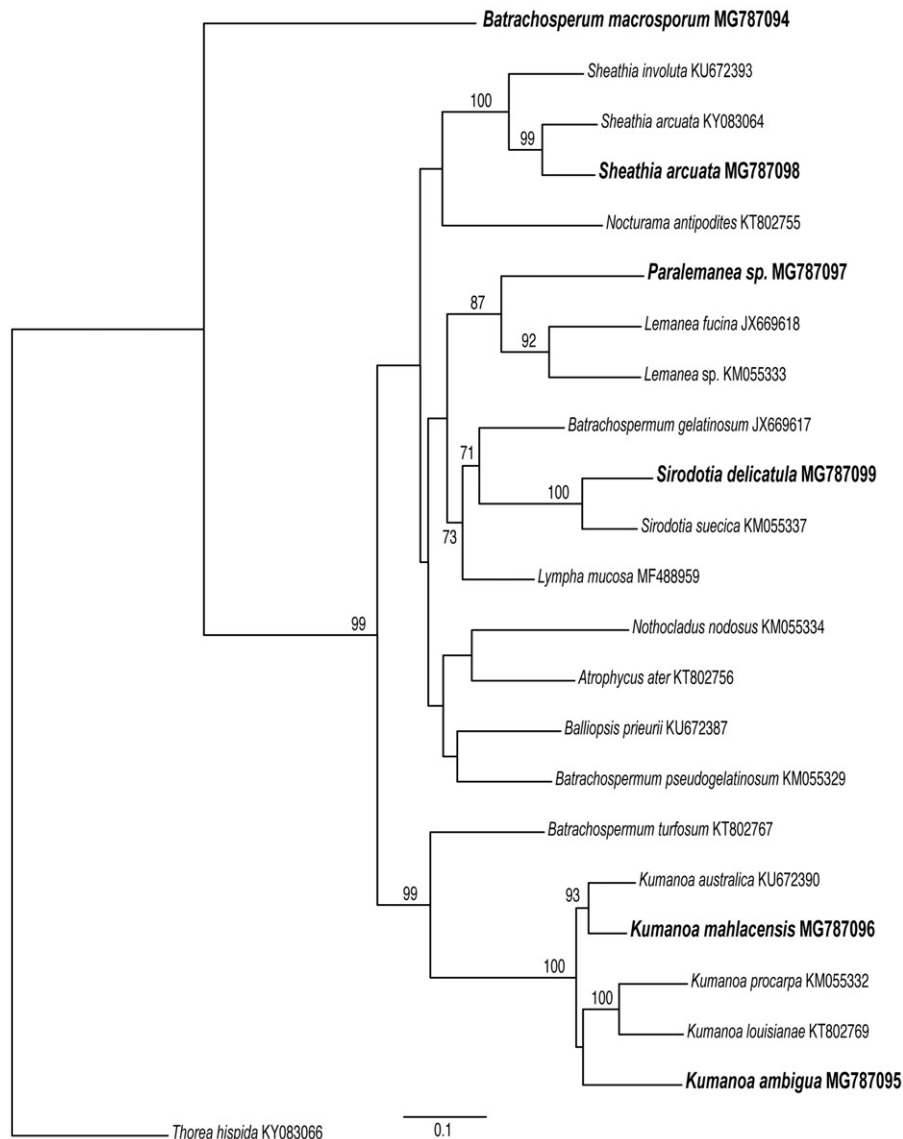 Batrachosperum macrosporum MG787094
Sheathia involuta KU672393
100
Sheathia arcuata KY083064
99
Sheathia arcuata MG787098
Nocturama antipodites KT802755
Paralemanea sp. MG787097
87
Lemanea fucina JX669618
92
Lemanea sp. KM055333
Batrachospermum gelatinosum JX669617
71
Sirodotia delicatula MG787099
100
Sirodotia suecica KM055337
73
Lympha mucosa MF488959
Nothocladus nodosus KM055334
99
Atrophycus ater KT802756
Balliopsis prieurii KU672387
Batrachospermum pseudogelatinosum KM055329
Batrachospermum turfosum KT802767
Kumanoa australica KU672390
99
93
Kumanoa mahlacensis MG787096
100
Kumanoa procarpa KM055332
100
Kumanoa louisianae KT802769
Kumanoa ambigua MG787095
Thorea hispida KY083066
0.1